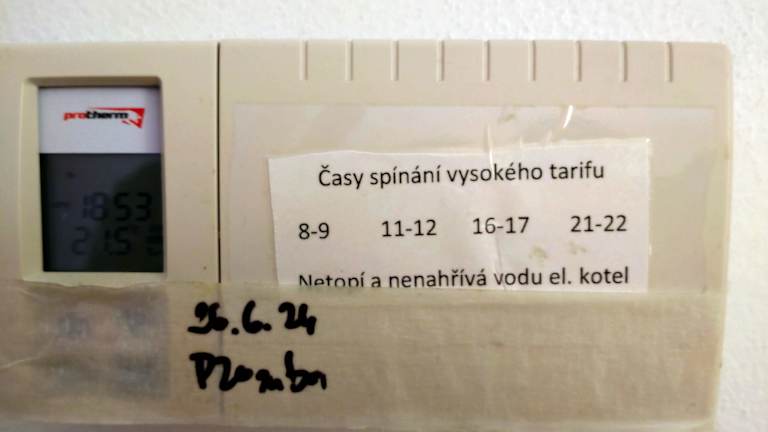 protherm
18:53
21.5°
Časy spínání vysokého tarifu
8-9 11-12 16-17 21-22
Netopí a nenahřívá vodu el. kotel
26.6.24
Plomba